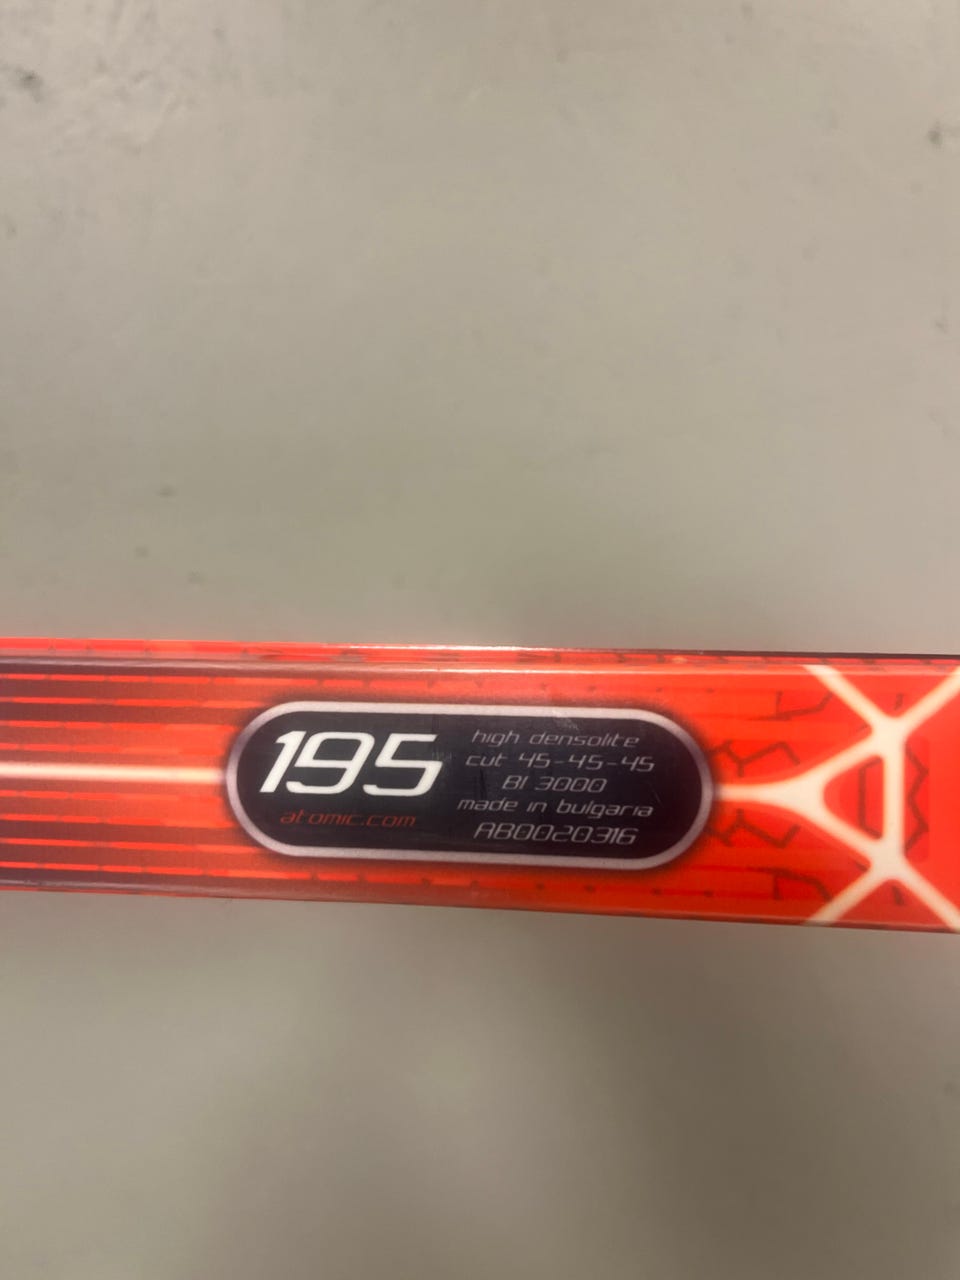 195
atomic.com
high densolite
cut 45-45-45
BI 3000
made in bulgaria
AB0020316